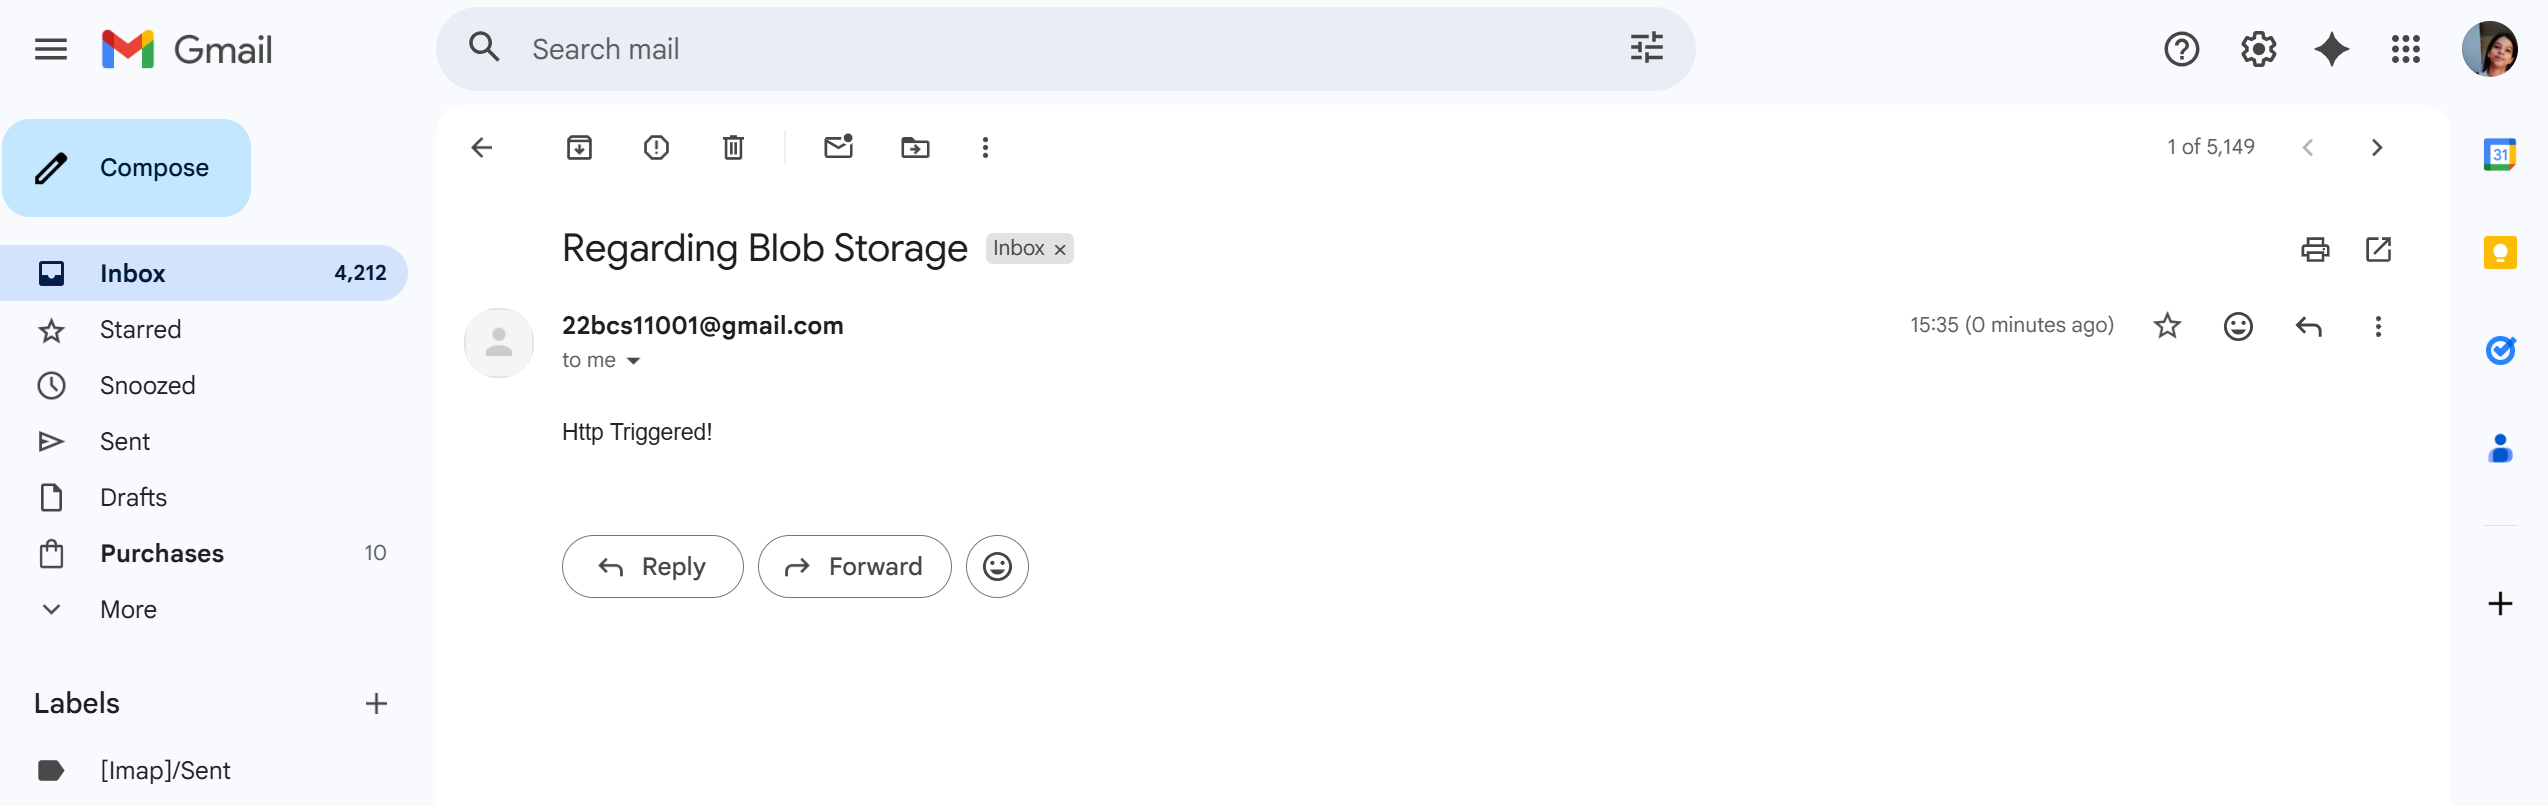 Gmail
Search mail
Compose
1 of 5,149
31
Regarding Blob Storage Inbox ×
Inbox 4,212
22bcs11001@gmail.com 15:35 (0 minutes ago)
Starred
to me
Snoozed
Http Triggered!
Sent
Drafts
Purchases 10
Reply Forward
More
Labels
[Imap]/Sent